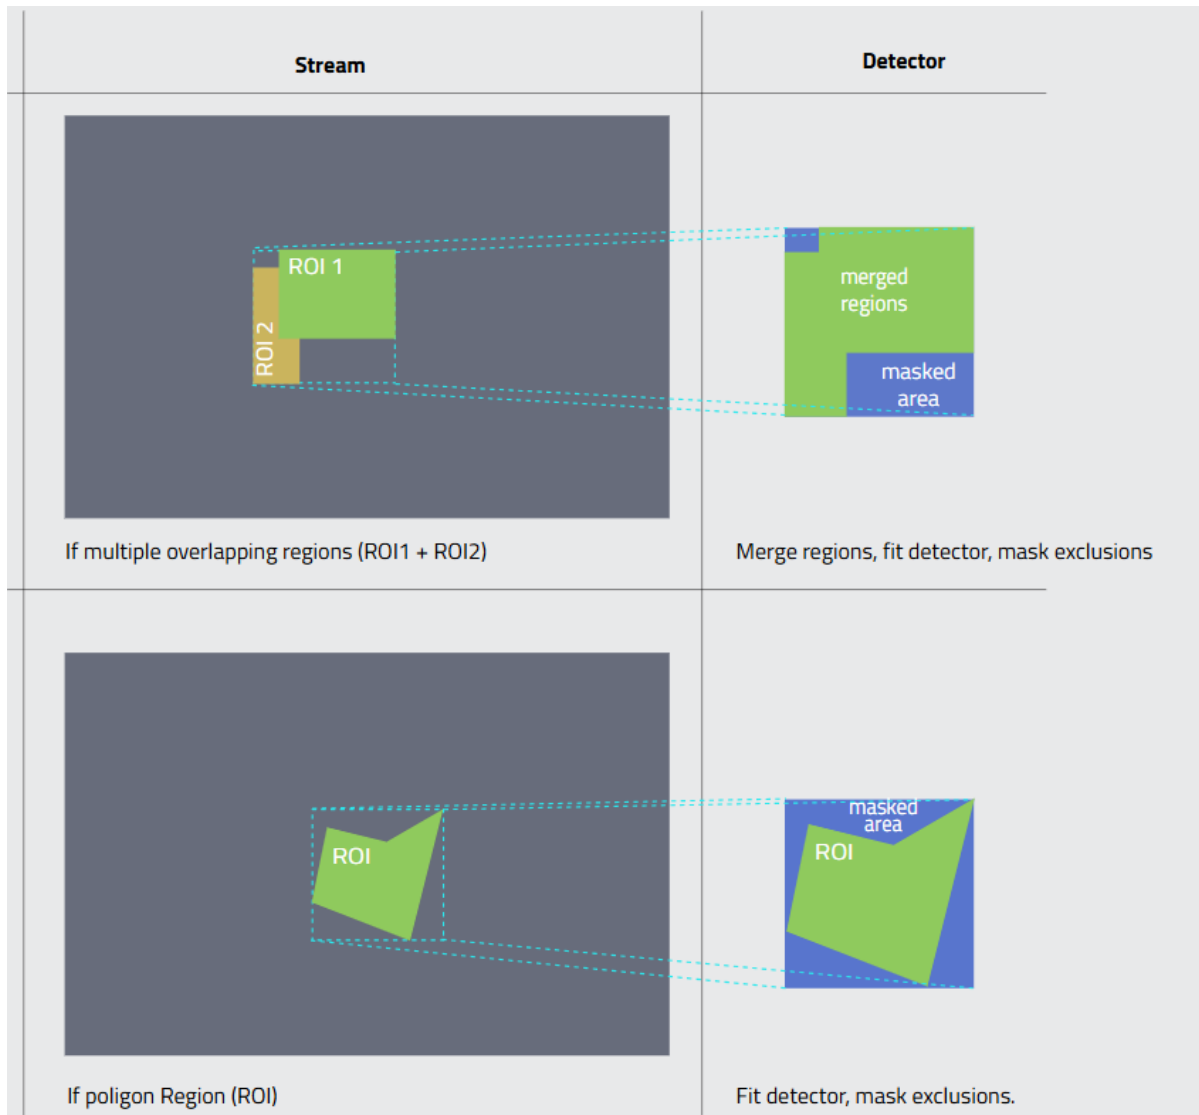 Stream
Detector
ROI 1
ROI 2
merged
regions
masked
area
If multiple overlapping regions (ROI1 + ROI2)
Merge regions, fit detector, mask exclusions
ROI
masked
area
ROI
If poligon Region (ROI)
Fit detector, mask exclusions.